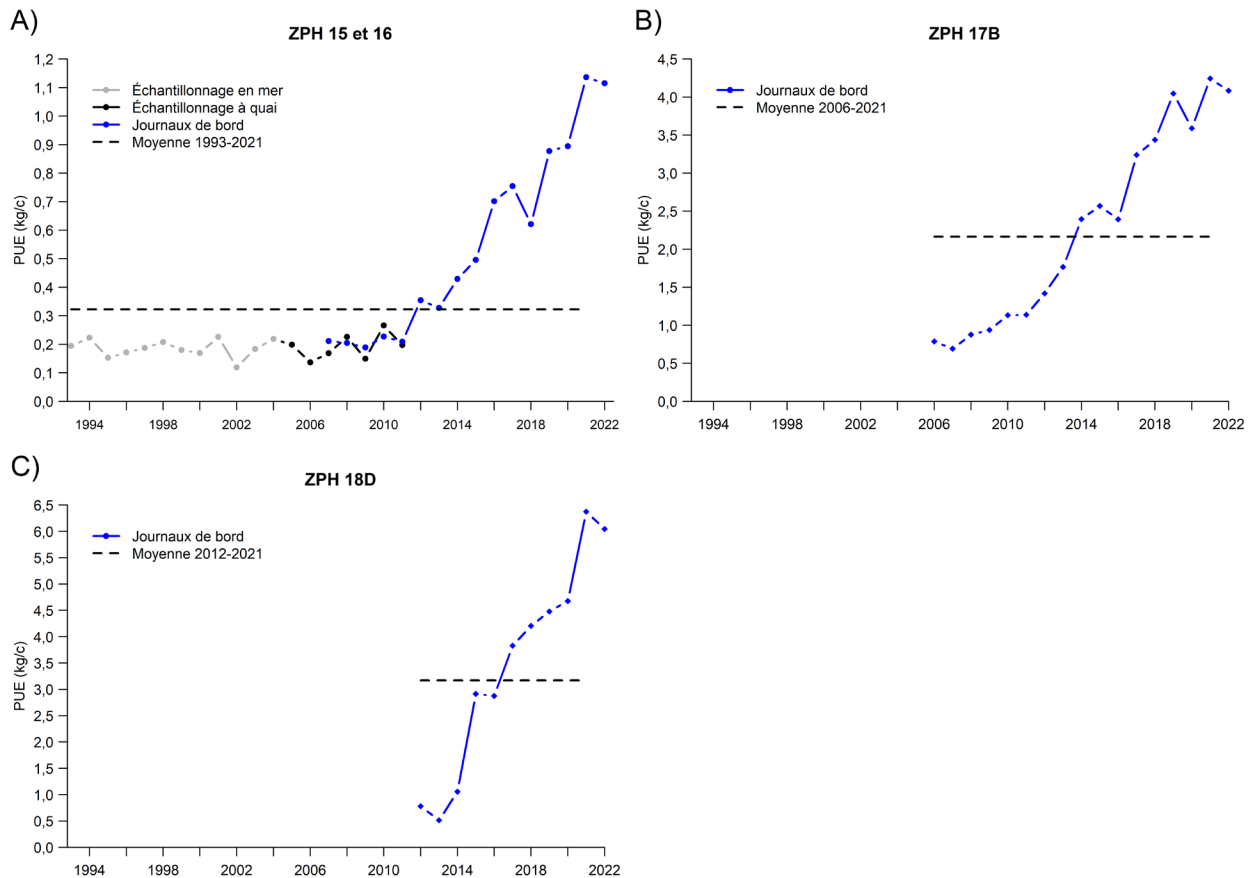 A)
ZPH 15 et 16
1,2
1,1
1,0
0,9
0,8
0,7
0,6
0,5
0,4
0,3
0,2
0,1
0,0
PUE (kg/c)
Échantillonnage en mer
Échantillonnage à quai
Journaux de bord
Moyenne 1993-2021
1994 1998 2002 2006 2010 2014 2018 2022
B)
ZPH 17B
4,5
4,0
3,5
3,0
2,5
2,0
1,5
1,0
0,5
0,0
PUE (kg/c)
Journaux de bord
Moyenne 2006-2021
1994 1998 2002 2006 2010 2014 2018 2022
C)
ZPH 18D
6,5
6,0
5,5
5,0
4,5
4,0
3,5
3,0
2,5
2,0
1,5
1,0
0,5
0,0
PUE (kg/c)
Journaux de bord
Moyenne 2012-2021
1994 1998 2002 2006 2010 2014 2018 2022